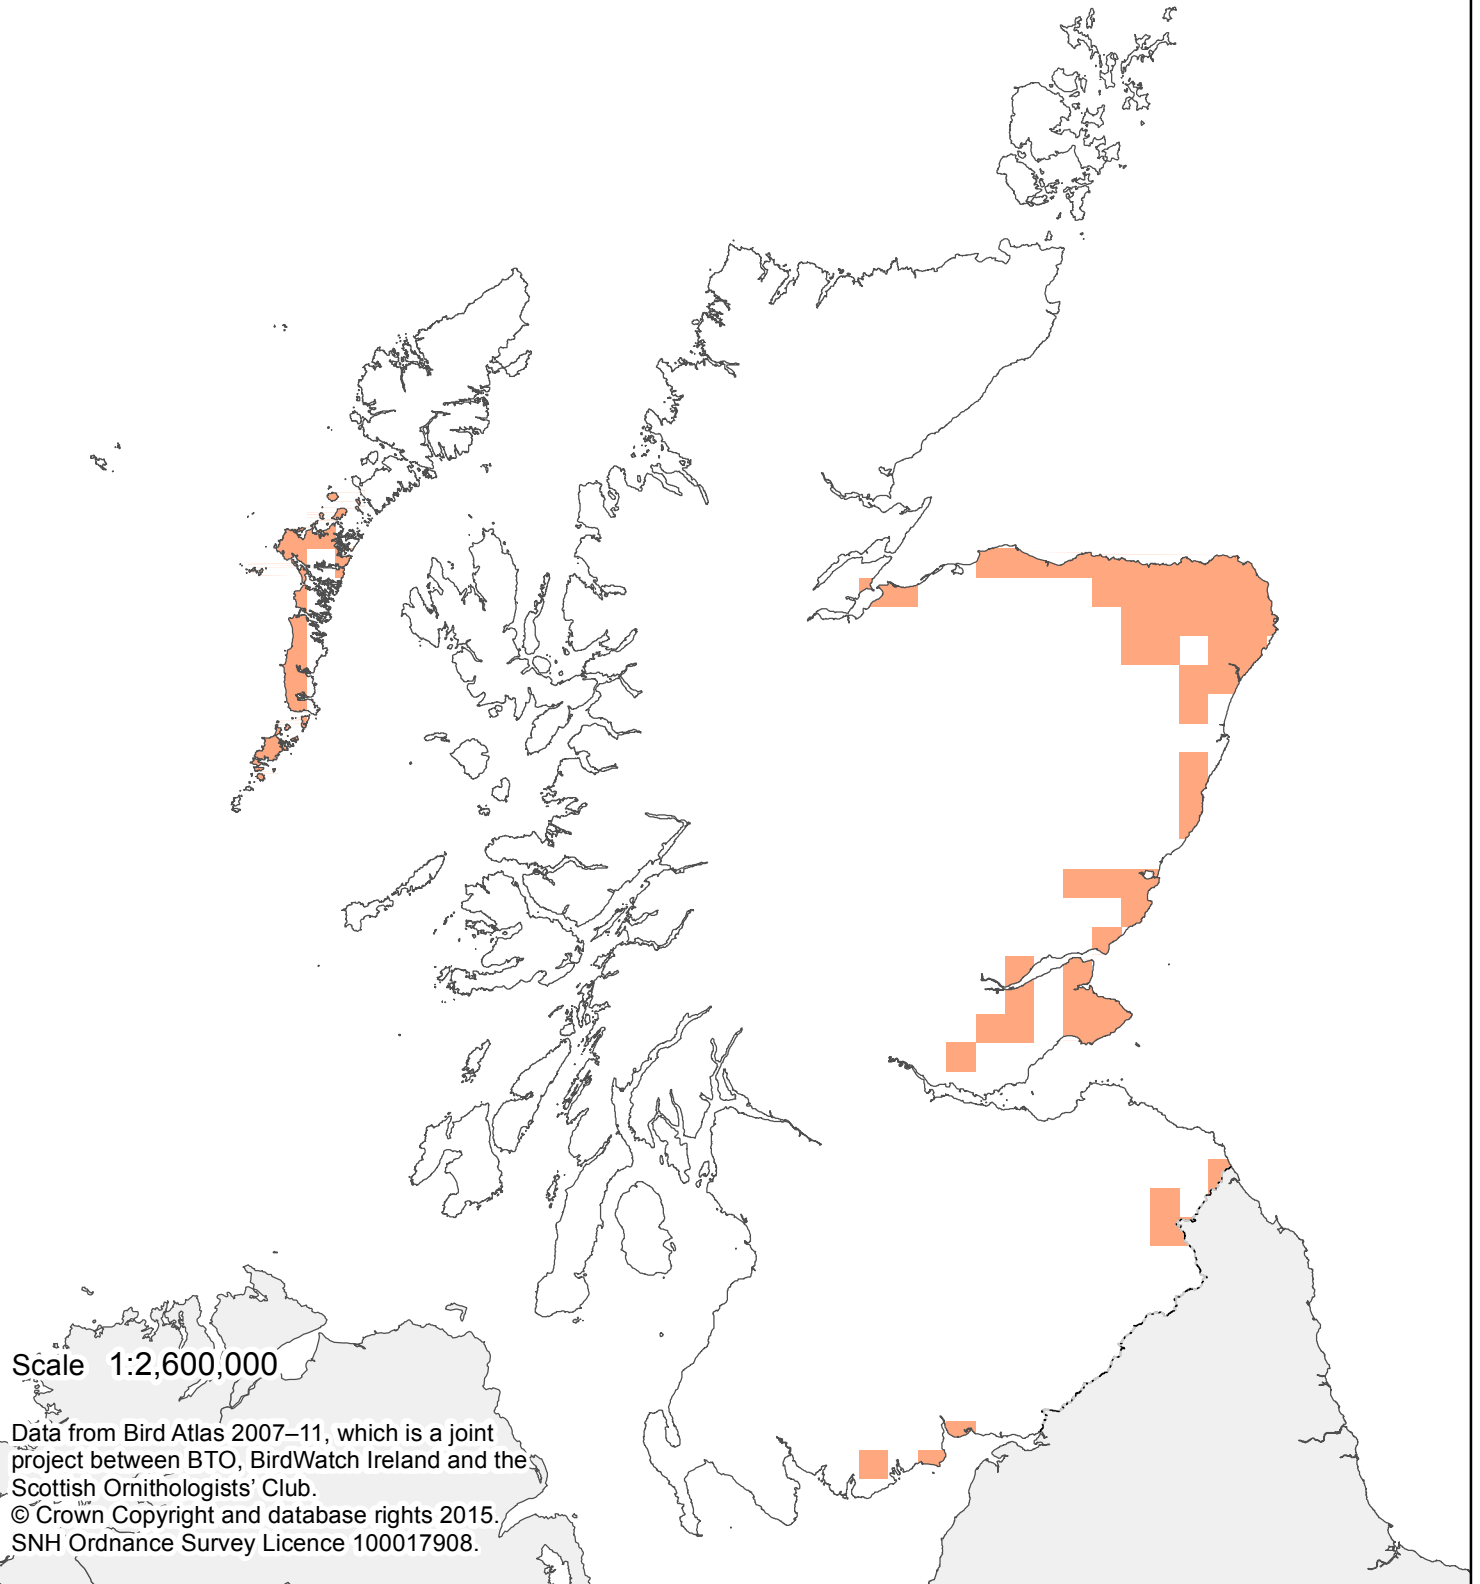 Scale 1:2,600,000
Data from Bird Atlas 2007–11, which is a joint
project between BTO, BirdWatch Ireland and the
Scottish Ornithologists’ Club.
© Crown Copyright and database rights 2015.
SNH Ordnance Survey Licence 100017908.